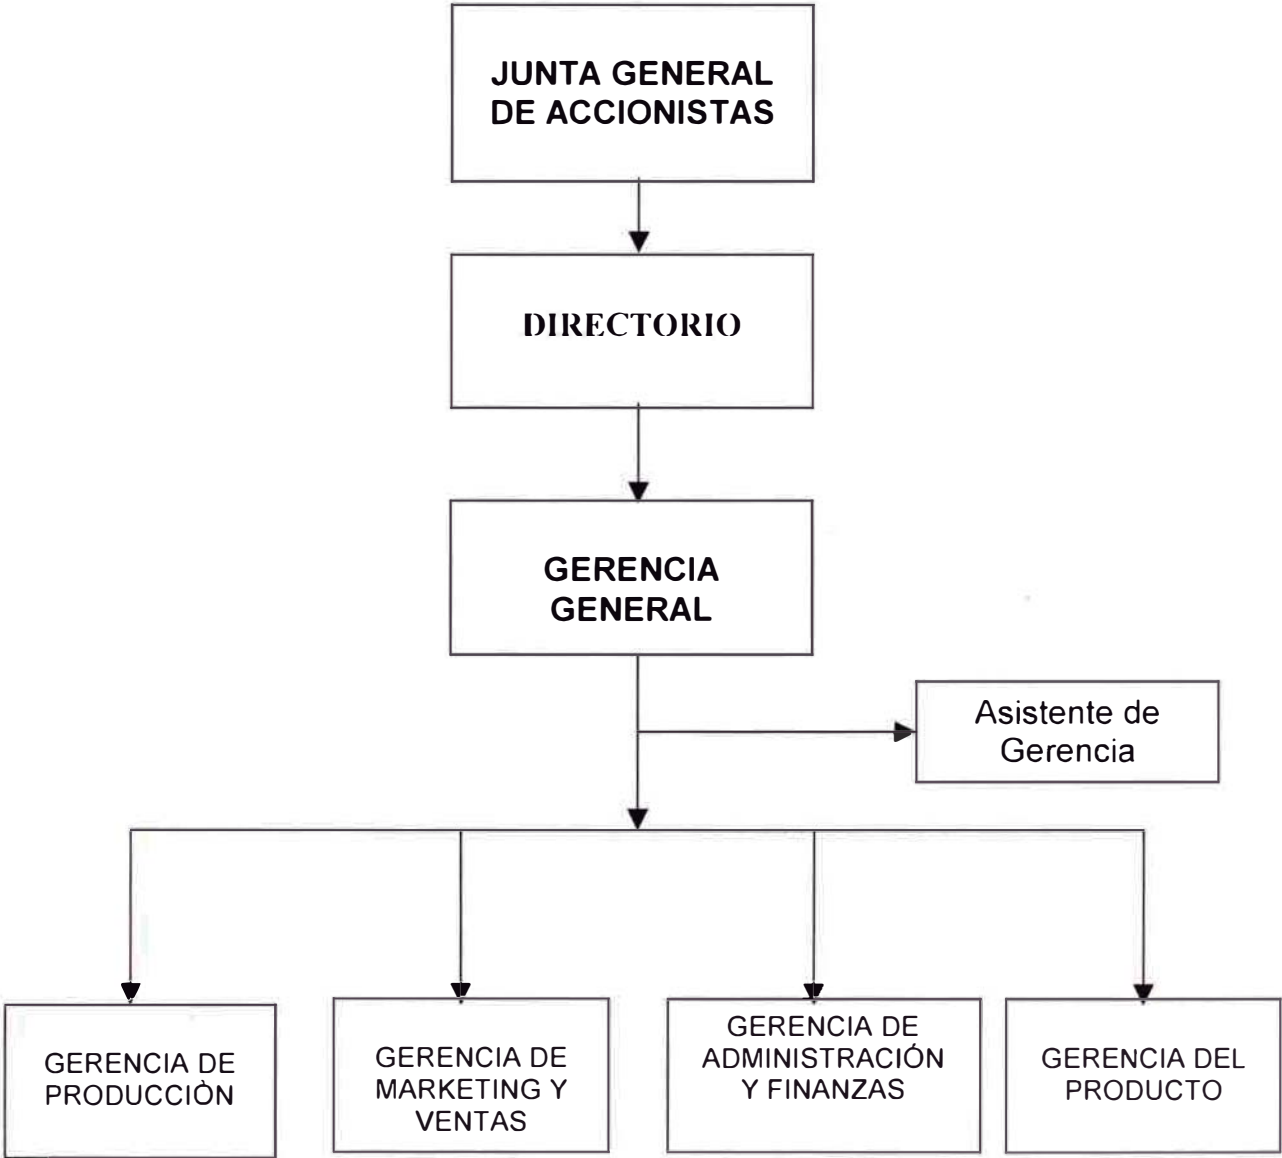 JUNTA GENERAL
DE ACCIONISTAS
DIRECTORIO
GERENCIA
GENERAL
Asistente de
Gerencia
GERENCIA DE
PRODUCCIÒN
GERENCIA DE
MARKETING Y
VENTAS
GERENCIA DE
ADMINISTRACIÓN
Y FINANZAS
GERENCIA DEL
PRODUCTO